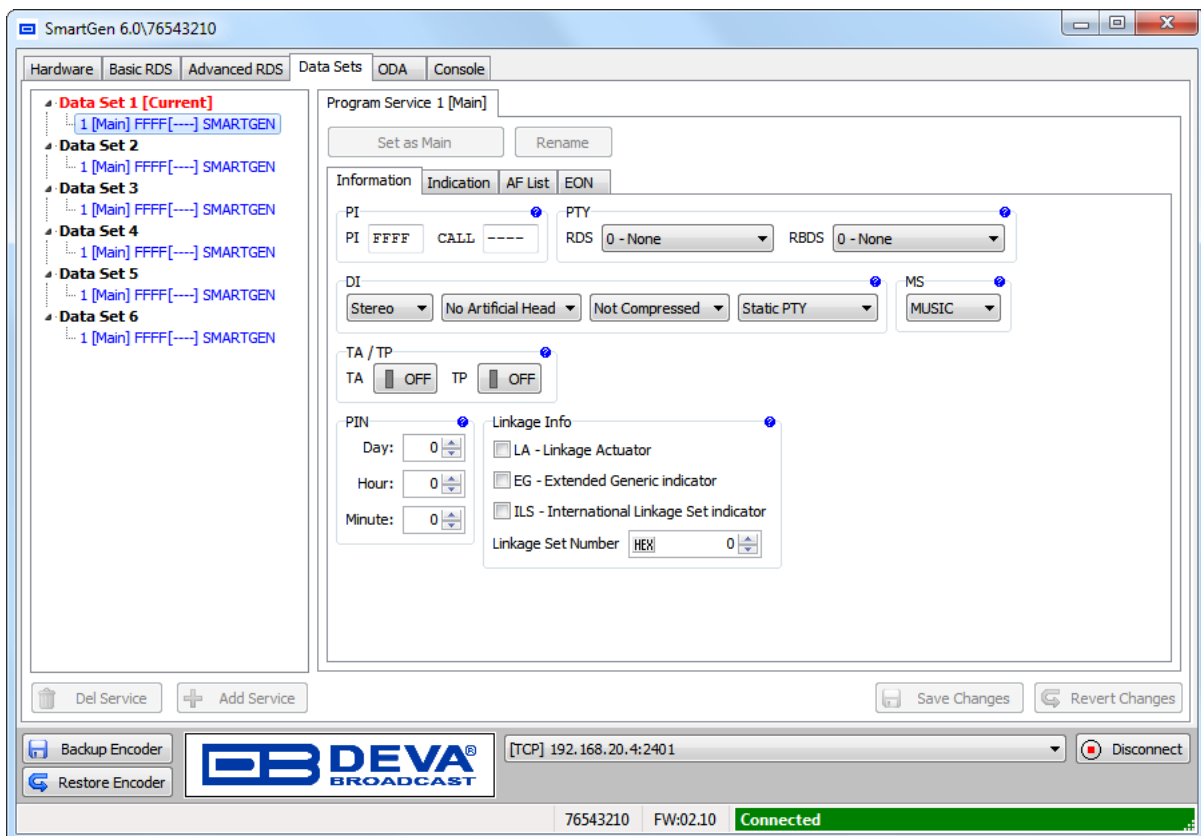 SmartGen 6.0\76543210
Hardware Basic RDS Advanced RDS Data Sets ODA Console
Data Set 1 [Current]
1 [Main] FFFF[----] SMARTGEN
Data Set 2
1 [Main] FFFF[----] SMARTGEN
Data Set 3
1 [Main] FFFF[----] SMARTGEN
Data Set 4
1 [Main] FFFF[----] SMARTGEN
Data Set 5
1 [Main] FFFF[----] SMARTGEN
Data Set 6
1 [Main] FFFF[----] SMARTGEN
Program Service 1 [Main]
Set as Main Rename
Information Indication AF List EON
PI ? PTY ?
PI FFFF CALL ---- RDS 0 - None RBDS 0 - None
DI ? MS ?
Stereo No Artificial Head Not Compressed Static PTY MUSIC
TA / TP ?
TA OFF TP OFF
PIN ? Linkage Info ?
Day: 0 LA - Linkage Actuator
Hour: 0 EG - Extended Generic indicator
Minute: 0 ILS - International Linkage Set indicator
Linkage Set Number HEX 0
Del Service Add Service Save Changes Revert Changes
Backup Encoder
Restore Encoder
DEVA®
BROADCAST
[TCP] 192.168.20.4:2401 Disconnect
76543210 FW:02.10 Connected